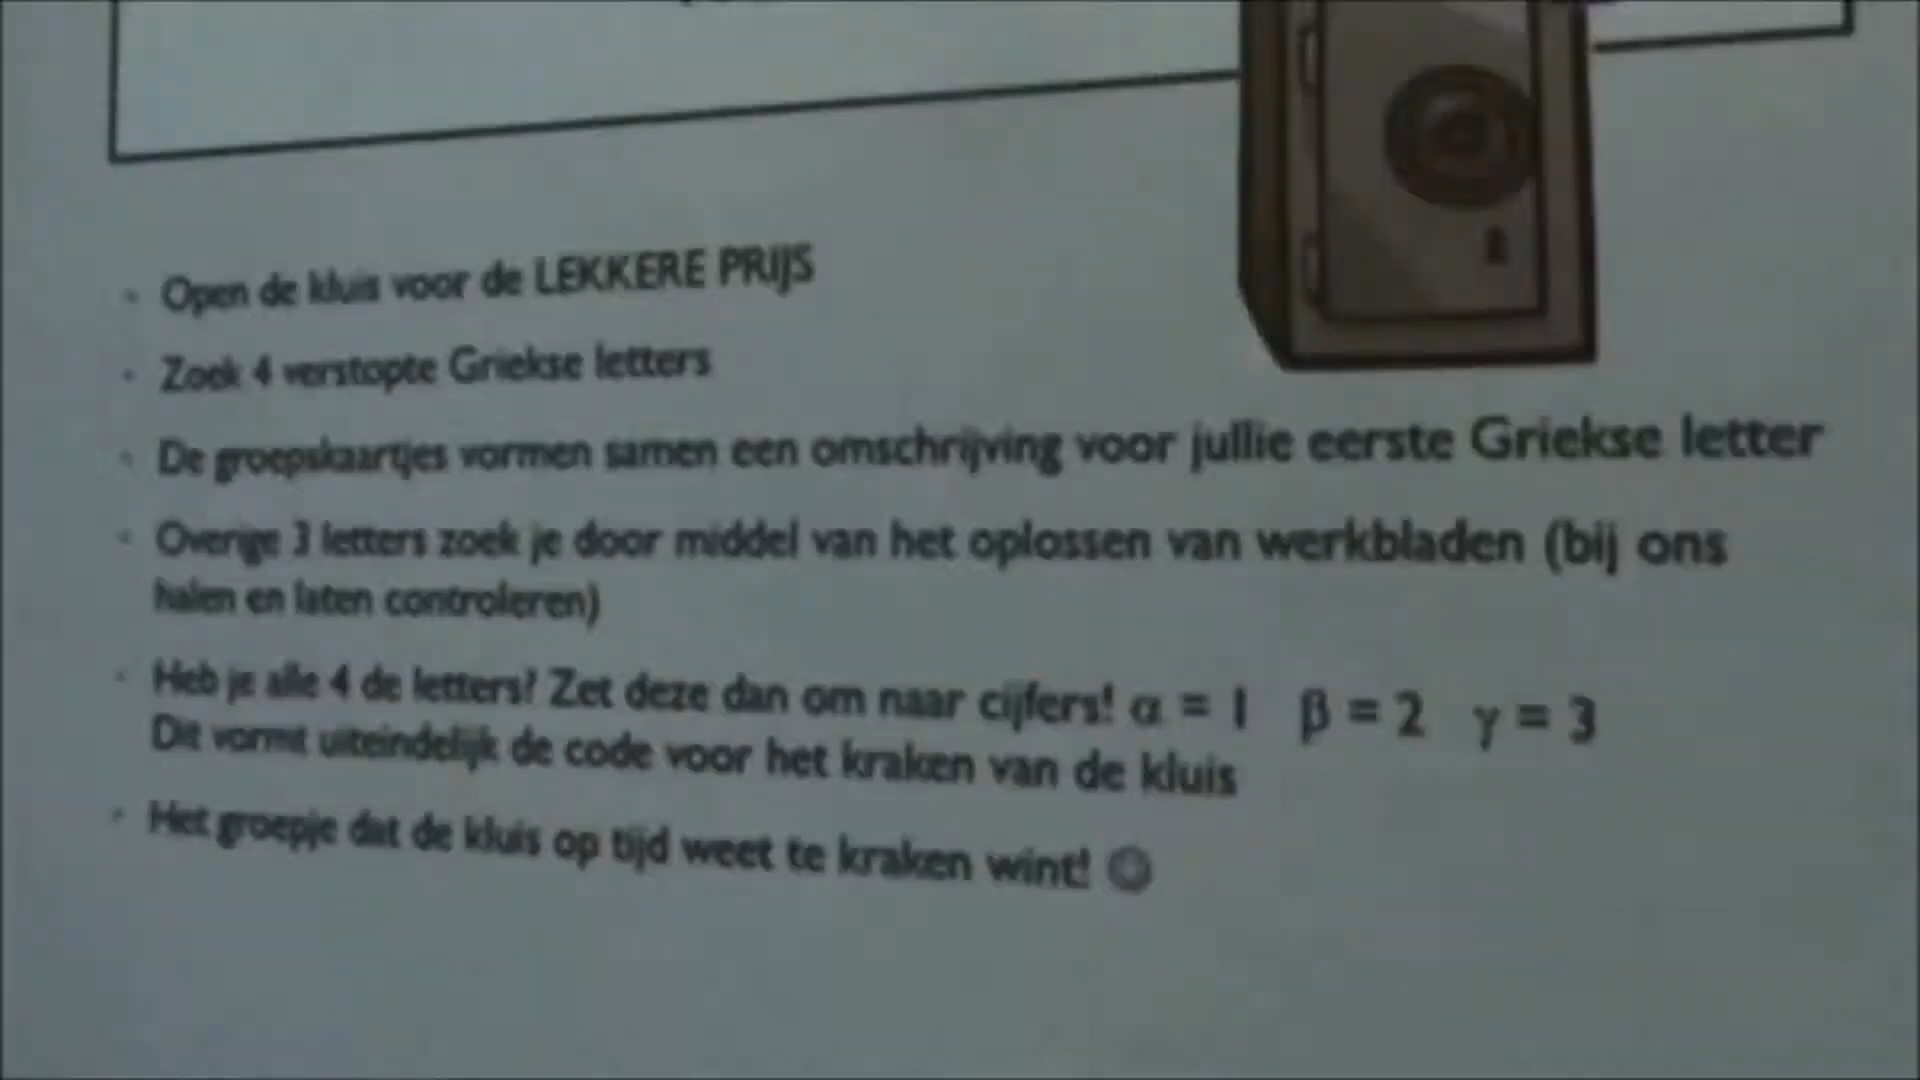 Open de kluis voor de LEKKERE PRIJS
Zoek 4 verstopte Griekse letters
De groepskaartjes vormen samen een omschrijving voor jullie eerste Griekse letter
Overige 3 letters zoek je door middel van het oplossen van werkbladen (bij ons
halen en laten controleren)
Heb je alle 4 de letters? Zet deze dan om naar cijfers! α = 1 β = 2 γ = 3
Dit vormt uiteindelijk de code voor het kraken van de kluis
Het groepje dat de kluis op tijd weet te kraken wint! ☺